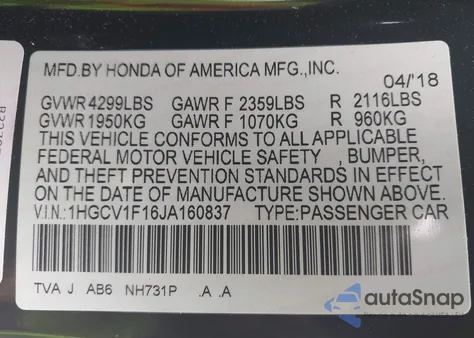 MFD.BY HONDA OF AMERICA MFG.,INC.
04/'18
GVWR 4299LBS GAWR F 2359LBS R 2116LBS
GVWR 1950KG GAWR F 1070KG R 960KG
THIS VEHICLE CONFORMS TO ALL APPLICABLE
FEDERAL MOTOR VEHICLE SAFETY , BUMPER,
AND THEFT PREVENTION STANDARDS IN EFFECT
ON THE DATE OF MANUFACTURE SHOWN ABOVE.
V.I.N.: 1HGCV1F16JA160837 TYPE:PASSENGER CAR
TVA J AB6 NH731P .A .A
autoSnap